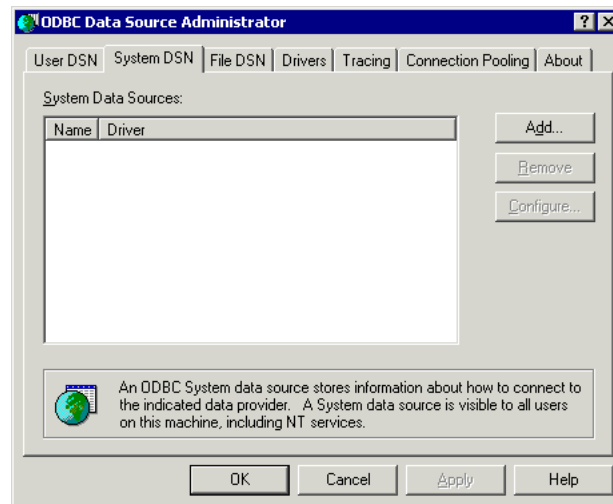 ODBC Data Source Administrator
User DSN System DSN File DSN Drivers Tracing Connection Pooling About
System Data Sources:
Name Driver
Add...
Remove
Configure...
An ODBC System data source stores information about how to connect to
the indicated data provider. A System data source is visible to all users
on this machine, including NT services.
OK Cancel Apply Help